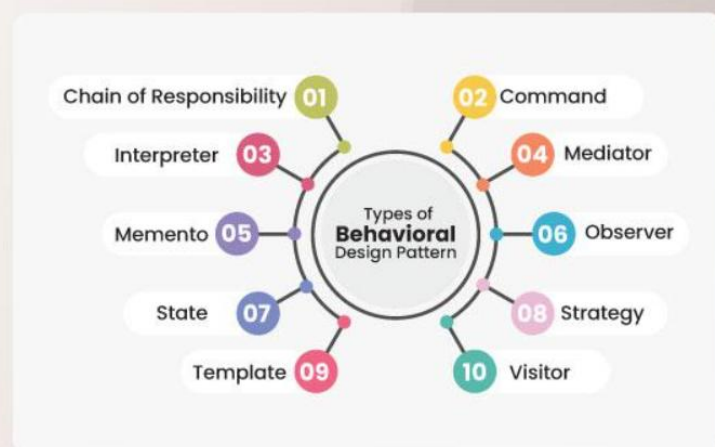 Chain of Responsibility 01
02 Command
Interpreter 03
04 Mediator
Types of
Behavioral
Design Pattern
Memento 05
06 Observer
State 07
08 Strategy
Template 09
10 Visitor